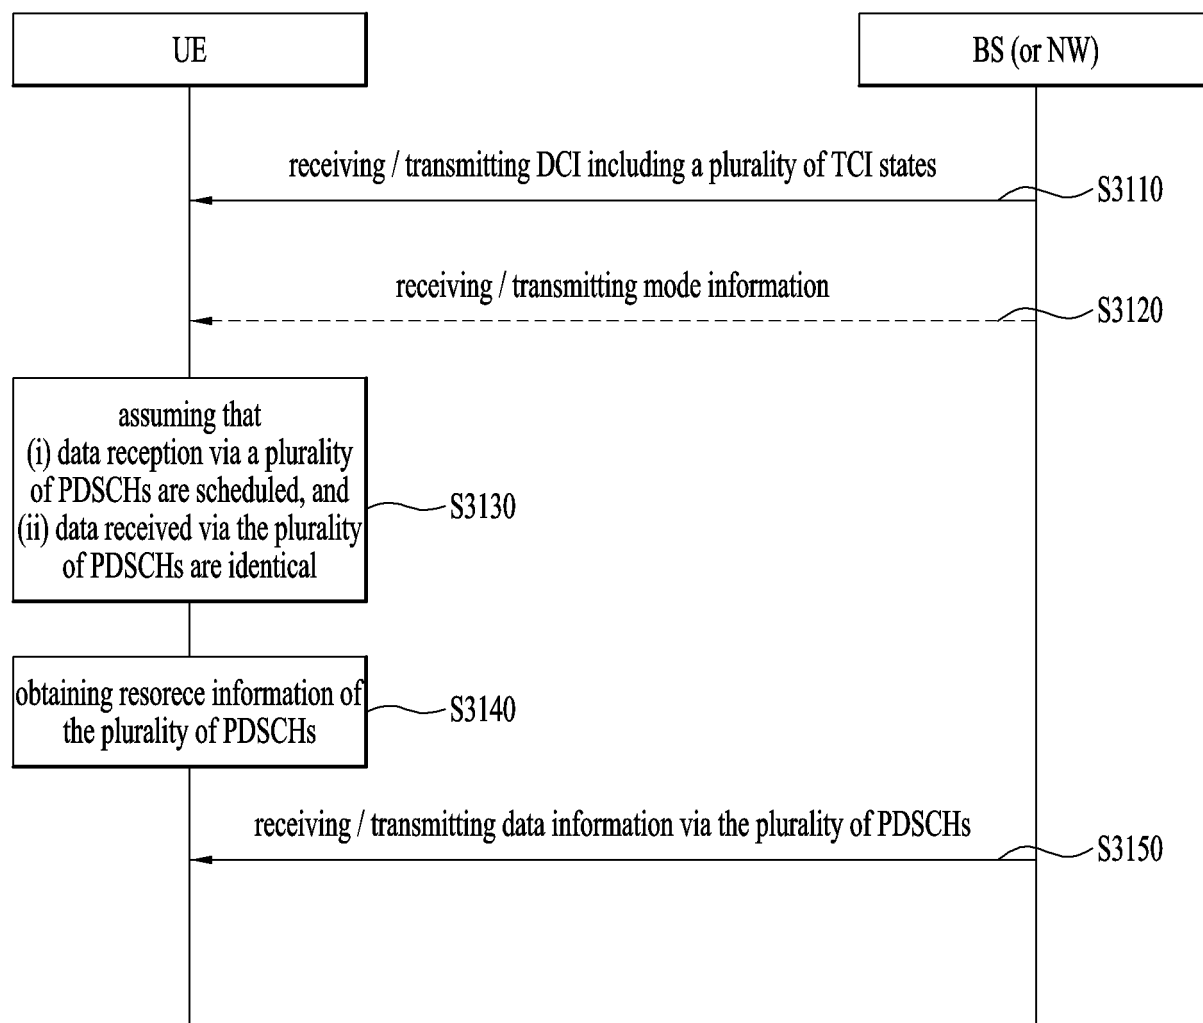 UE
BS (or NW)
receiving / transmitting DCI including a plurality of TCI states
S3110
receiving / transmitting mode information
S3120
assuming that
(i) data reception via a plurality
of PDSCHs are scheduled, and
(ii) data received via the plurality
of PDSCHs are identical
S3130
obtaining resorece information of
the plurality of PDSCHs
S3140
receiving / transmitting data information via the plurality of PDSCHs
S3150